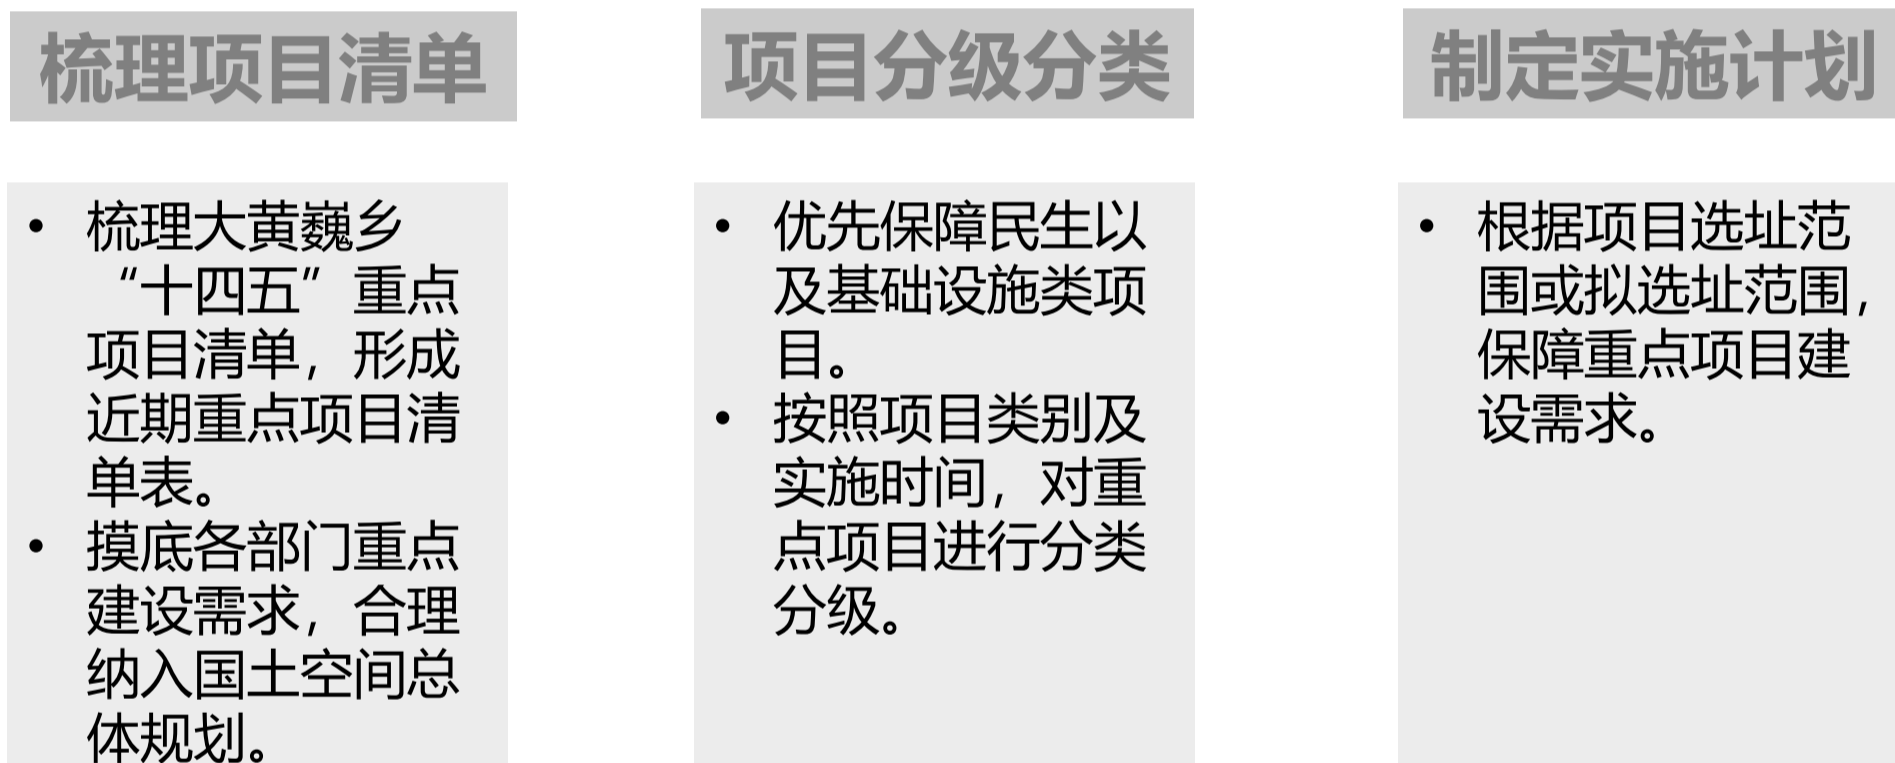 梳理项目清单
• 梳理大黄巍乡
“十四五”重点
项目清单，形成
近期重点项目清
单表。
• 摸底各部门重点
建设需求，合理
纳入国土空间总
体规划。
项目分级分类
• 优先保障民生以
及基础设施类项
目。
• 按照项目类别及
实施时间，对重
点项目进行分类
分级。
制定实施计划
• 根据项目选址范
围或拟选址范围，
保障重点项目建
设需求。